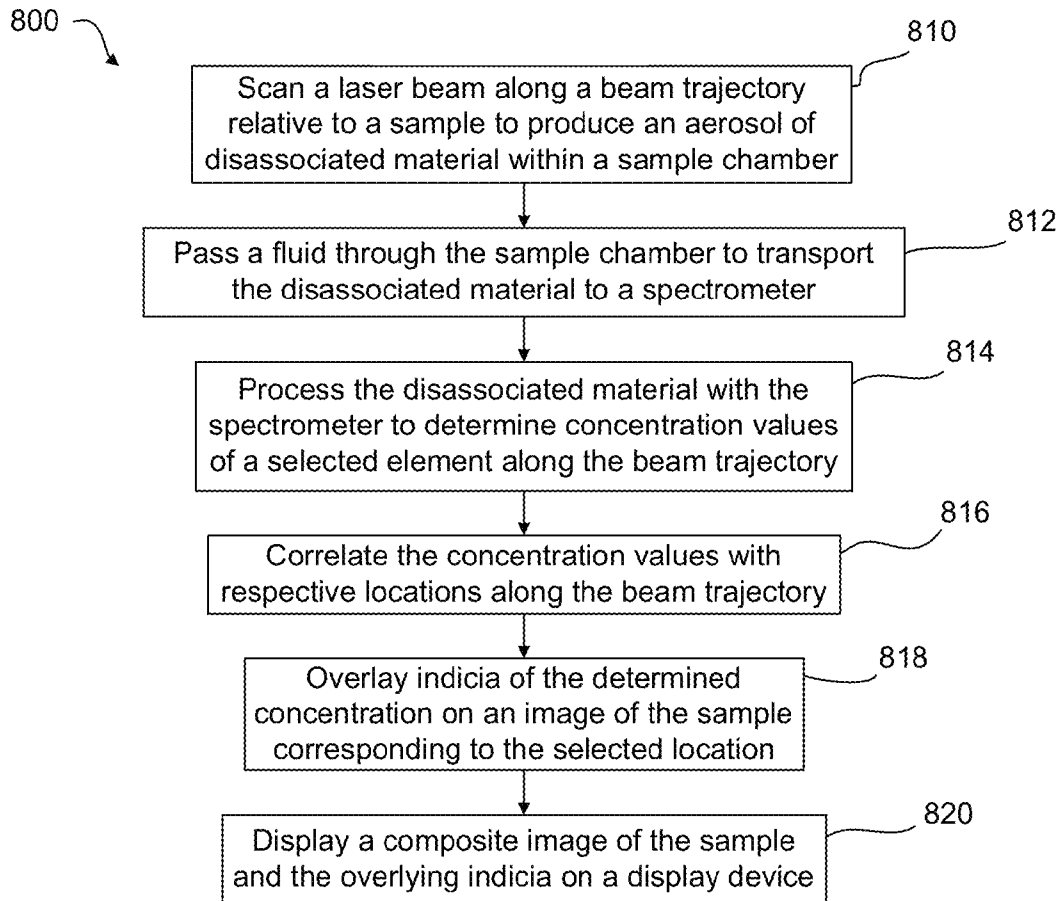 800
810
Scan a laser beam along a beam trajectory
relative to a sample to produce an aerosol of
disassociated material within a sample chamber
812
Pass a fluid through the sample chamber to transport
the disassociated material to a spectrometer
814
Process the disassociated material with the
spectrometer to determine concentration values
of a selected element along the beam trajectory
816
Correlate the concentration values with
respective locations along the beam trajectory
818
Overlay indicia of the determined
concentration on an image of the sample
corresponding to the selected location
820
Display a composite image of the sample
and the overlying indicia on a display device